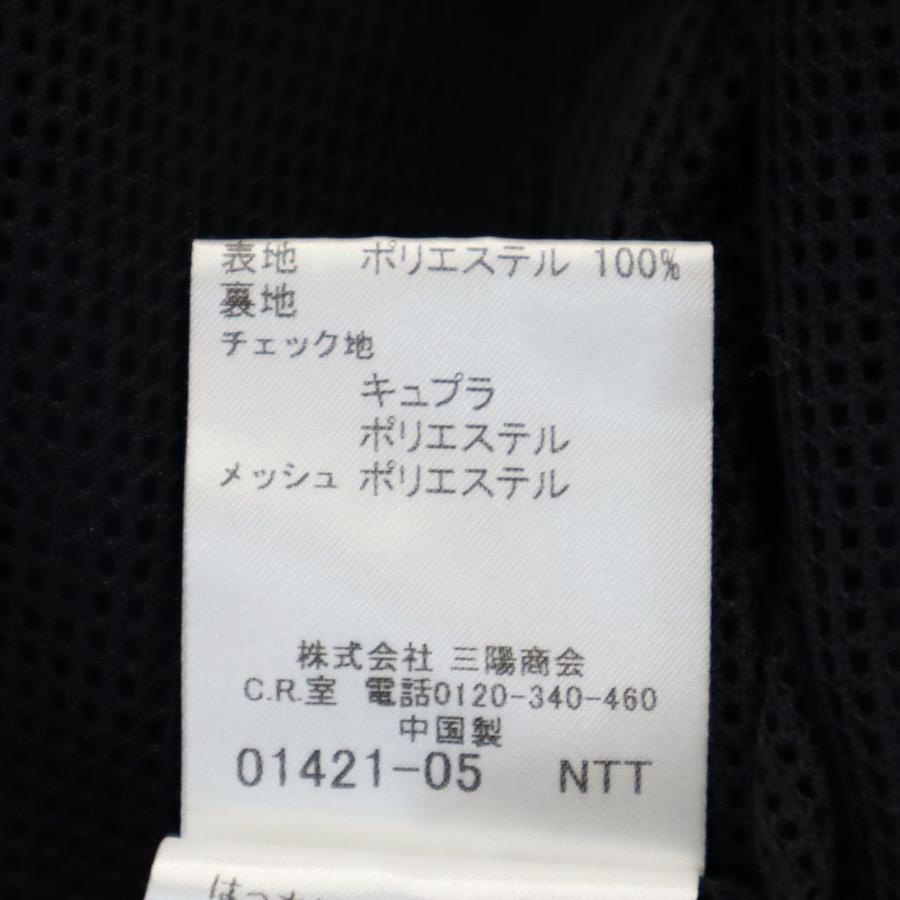 表地 ポリエステル 100%
裏地
チェック地
キュプラ
ポリエステル
メッシュ ポリエステル
株式会社 三陽商会
C.R.室 電話0120-340-460
中国製
01421-05 NTT